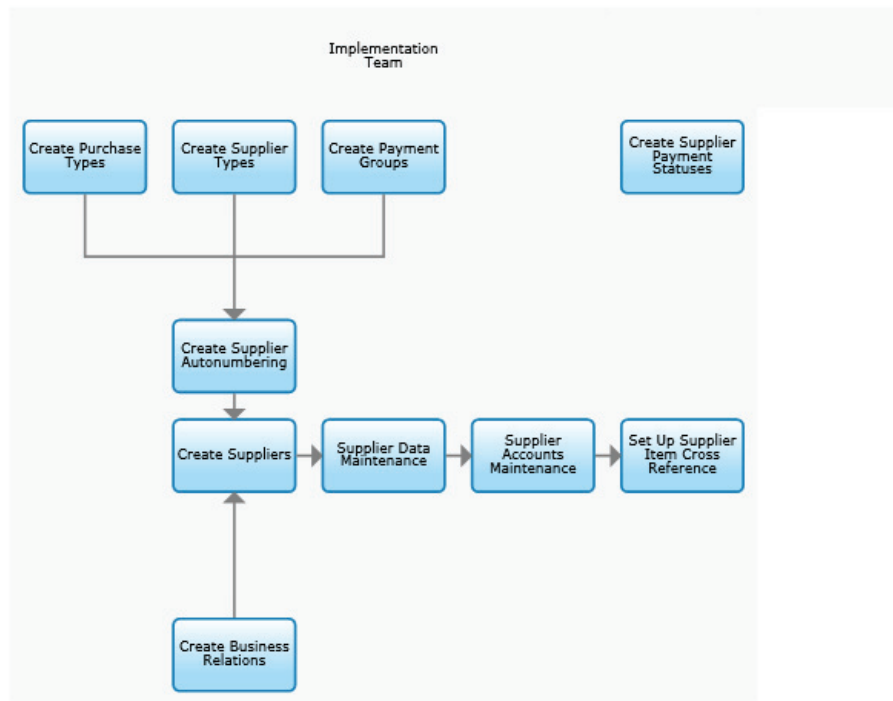 Implementation
Team
Create Purchase
Types
Create Supplier
Types
Create Payment
Groups
Create Supplier
Payment
Statuses
Create Supplier
Autonumbering
Create Suppliers
Supplier Data
Maintenance
Supplier
Accounts
Maintenance
Set Up Supplier
Item Cross
Reference
Create Business
Relations